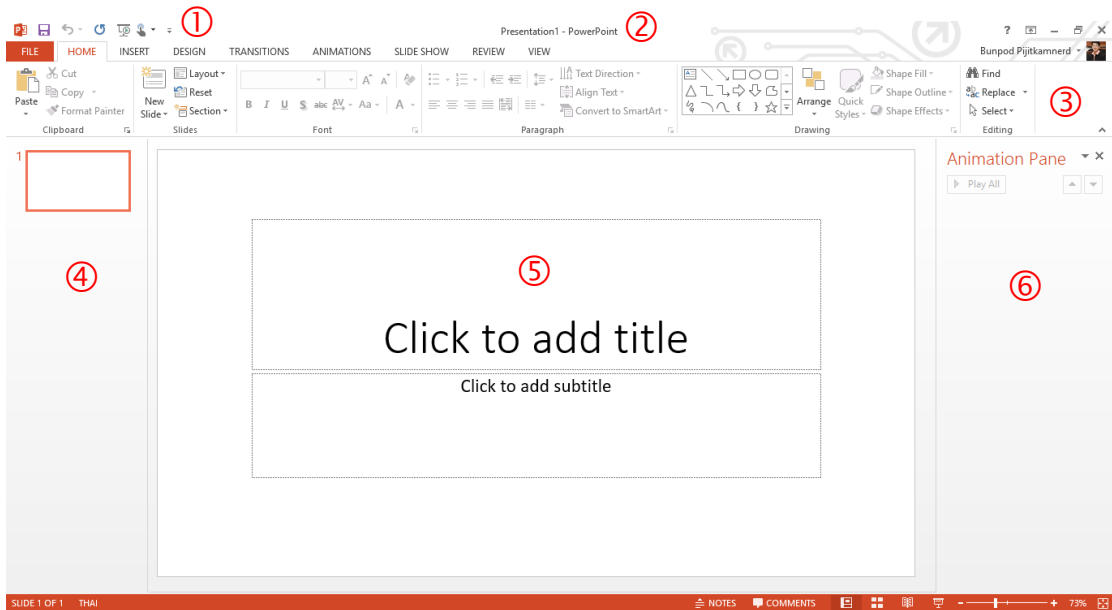 ① Presentation1 - PowerPoint ② ?
FILE HOME INSERT DESIGN TRANSITIONS ANIMATIONS SLIDE SHOW REVIEW VIEW Bunpod Pijitkamnerd
Paste
Cut
Copy
Format Painter
Clipboard
New
Slide
Layout
Reset
Section
Slides
A A
B I U S abc AV Aa A
Font
Text Direction
Align Text
Convert to SmartArt
Paragraph
Arrange
Quick
Styles
Shape Fill
Shape Outline
Shape Effects
Drawing
Find
Replace
Select
Editing
③
1
④
⑤
Click to add title
Click to add subtitle
Animation Pane
Play All
⑥
SLIDE 1 OF 1 THAI NOTES COMMENTS - + 73%